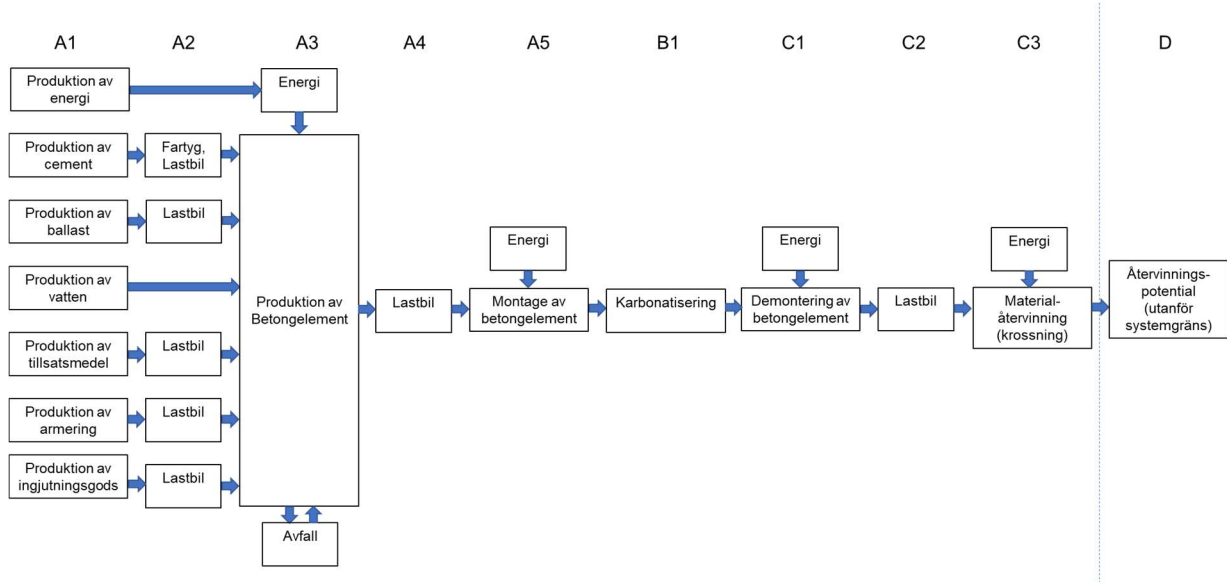 A1
A2
A3
A4
A5
B1
C1
C2
C3
D
Produktion av
energi
Energi
Produktion av
cement
Fartyg,
Lastbil
Produktion av
ballast
Lastbil
Produktion av
vatten
Produktion av
tillsatsmedel
Lastbil
Produktion av
armering
Lastbil
Produktion av
ingjutningsgods
Lastbil
Produktion av
Betongelement
Avfall
Lastbil
Energi
Montage av
betongelement
Karbonatisering
Energi
Demontering av
betongelement
Lastbil
Energi
Material-
återvinning
(krossning)
Återvinnings-
potential
(utanför
systemgräns)